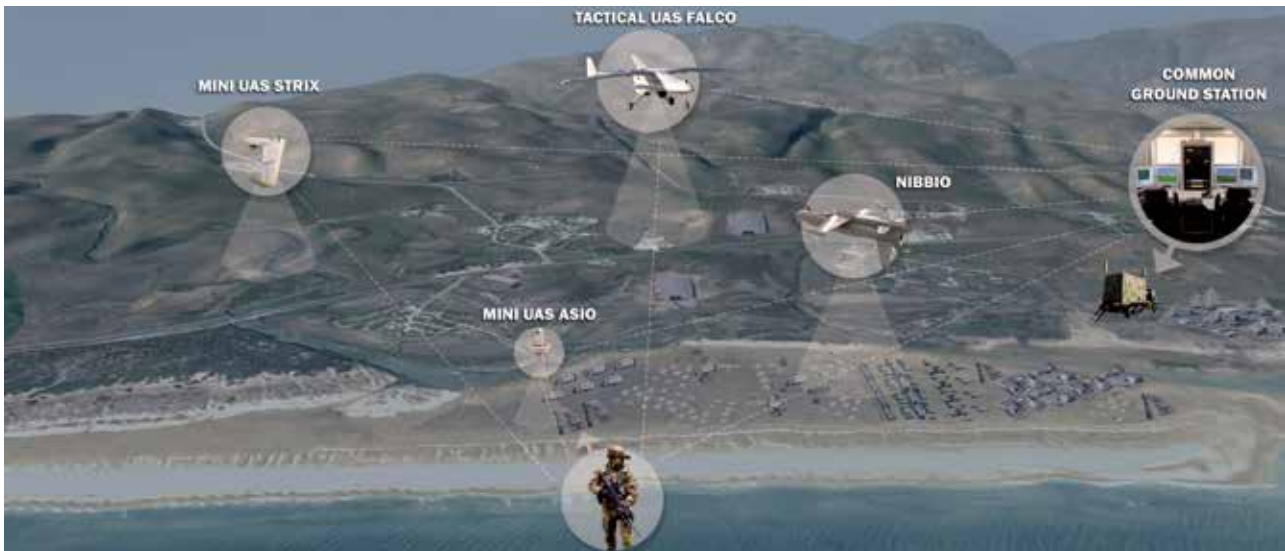 TACTICAL UAS FALCO
MINI UAS STRIX
COMMON
GROUND STATION
NIBBIO
MINI UAS ASIO